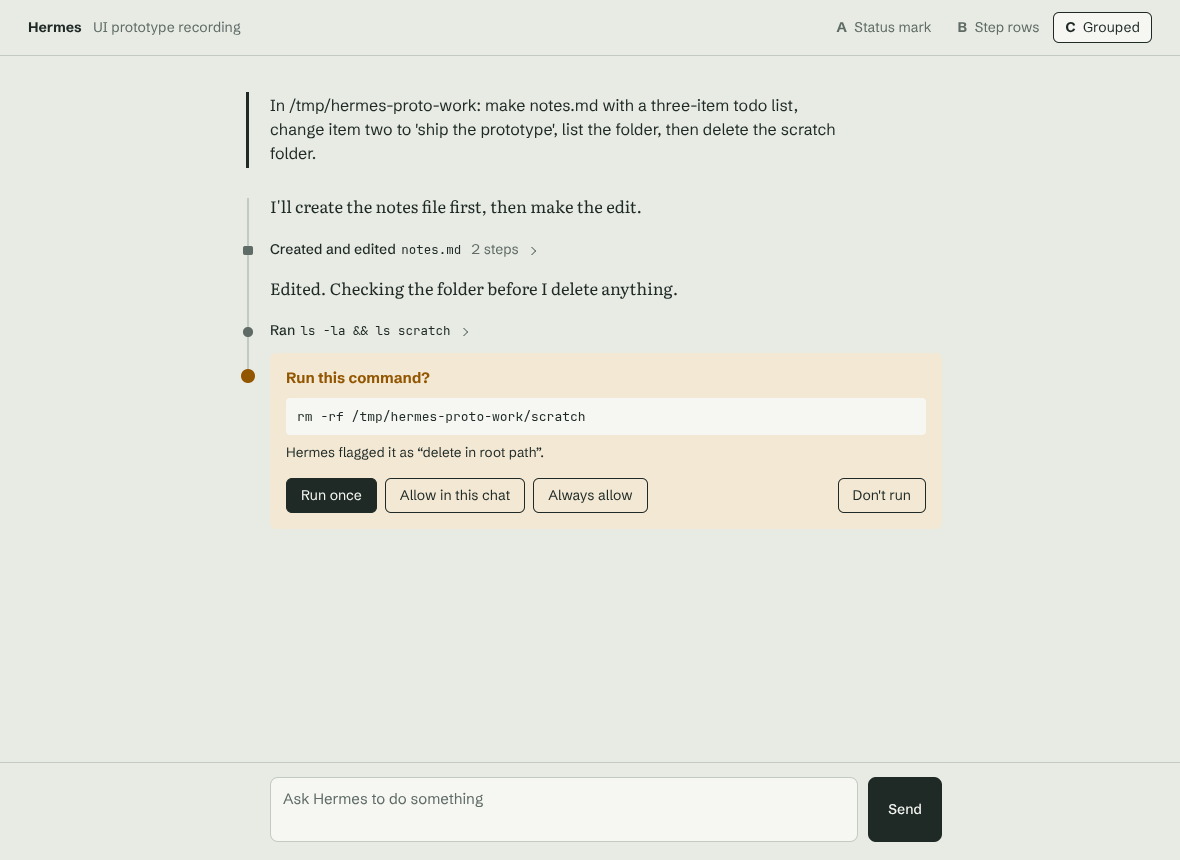 Hermes UI prototype recording A Status mark B Step rows C Grouped
In /tmp/hermes-proto-work: make notes.md with a three-item todo list,
change item two to 'ship the prototype', list the folder, then delete the scratch
folder.
I'll create the notes file first, then make the edit.
Created and edited notes.md 2 steps
Edited. Checking the folder before I delete anything.
Ran ls -la && ls scratch
Run this command?
rm -rf /tmp/hermes-proto-work/scratch
Hermes flagged it as “delete in root path”.
Run once Allow in this chat Always allow Don't run
Ask Hermes to do something
Send